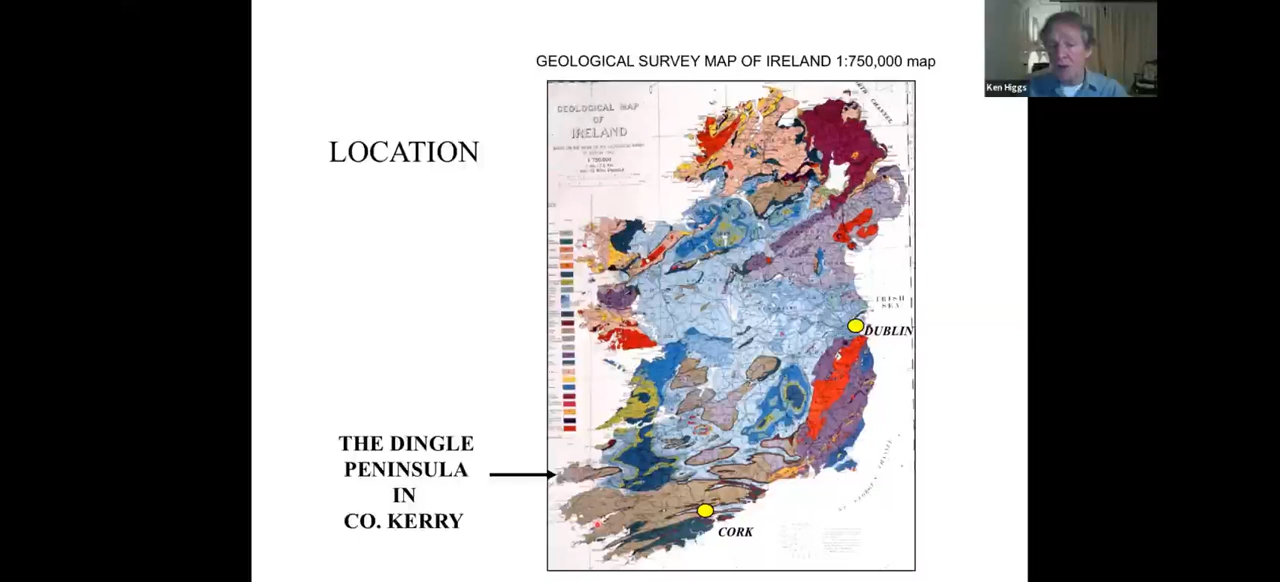 GEOLOGICAL SURVEY MAP OF IRELAND 1:750,000 map
Ken Higgs
LOCATION
GEOLOGICAL MAP
OF
IRELAND
IRISH
SEA
DUBLIN
THE DINGLE
PENINSULA
IN
CO. KERRY
CORK